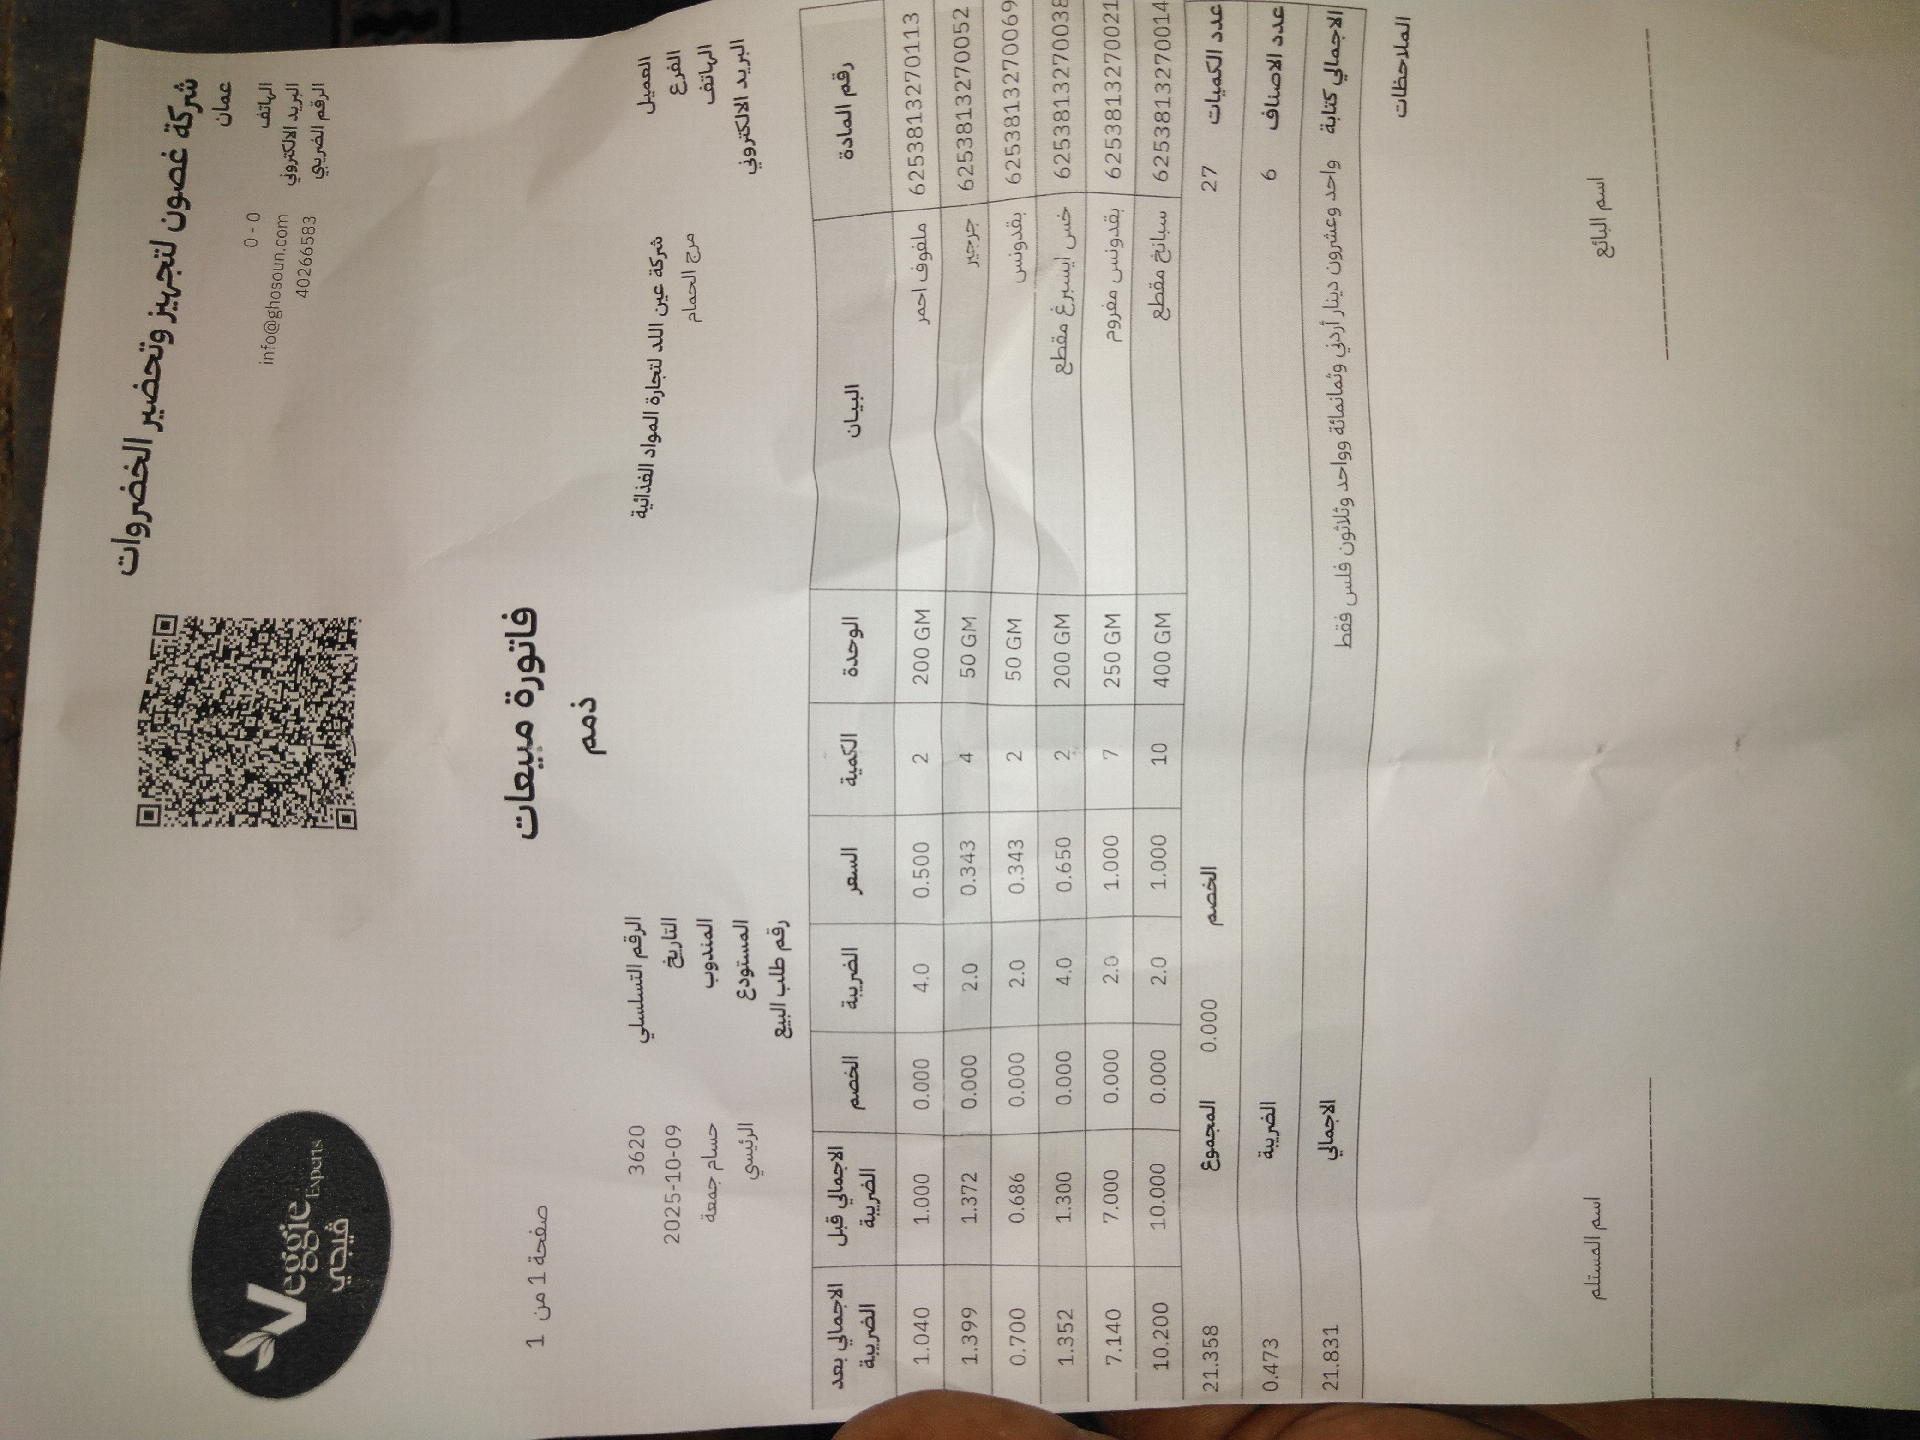 شركة غصون لتجهيز وتحضير الخضروات
عمان
الهاتف 0 - 0
البريد الالكتروني info@ghosoun.com
الرقم الضريبي 40266583
Veggie
Experts
ڤيجي
فاتورة مبيعات
ذمم
صفحة 1 من 1
العميل شركة عين اللد لتجارة المواد الغذائية
الفرع مرج الحمام
الهاتف
البريد الالكتروني
الرقم التسلسلي 3620
التاريخ 2025-10-09
المندوب حسام جمعة
المستودع الرئيسي
رقم طلب البيع
رقم المادة البيان الوحدة الكمية السعر الضريبة الخصم الاجمالي قبل الضريبة الاجمالي بعد الضريبة
6253813270113 ملفوف احمر 200 GM 2 0.500 4.0 0.000 1.000 1.040
6253813270052 جرجير 50 GM 4 0.343 2.0 0.000 1.372 1.399
6253813270069 بقدونس 50 GM 2 0.343 2.0 0.000 0.686 0.700
6253813270038 خس ايسبرغ مقطع 200 GM 2 0.650 4.0 0.000 1.300 1.352
6253813270021 بقدونس مفروم 250 GM 7 1.000 2.0 0.000 7.000 7.140
6253813270014 سبانخ مقطع 400 GM 10 1.000 2.0 0.000 10.000 10.200
عدد الكميات 27 الخصم 0.000 المجموع 21.358
عدد الاصناف 6 الضريبة 0.473
الاجمالي كتابة واحد وعشرون دينار أردني وثمانمائة وواحد وثلاثون فلس فقط الاجمالي 21.831
الملاحظات
اسم البائع اسم المستلم